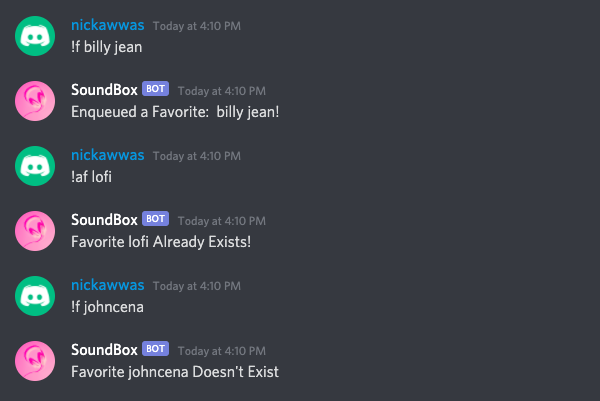 nickawwas Today at 4:10 PM
!f billy jean
SoundBox BOT Today at 4:10 PM
Enqueued a Favorite:  billy jean!
nickawwas Today at 4:10 PM
!af lofi
SoundBox BOT Today at 4:10 PM
Favorite lofi Already Exists!
nickawwas Today at 4:10 PM
!f johncena
SoundBox BOT Today at 4:10 PM
Favorite johncena Doesn't Exist